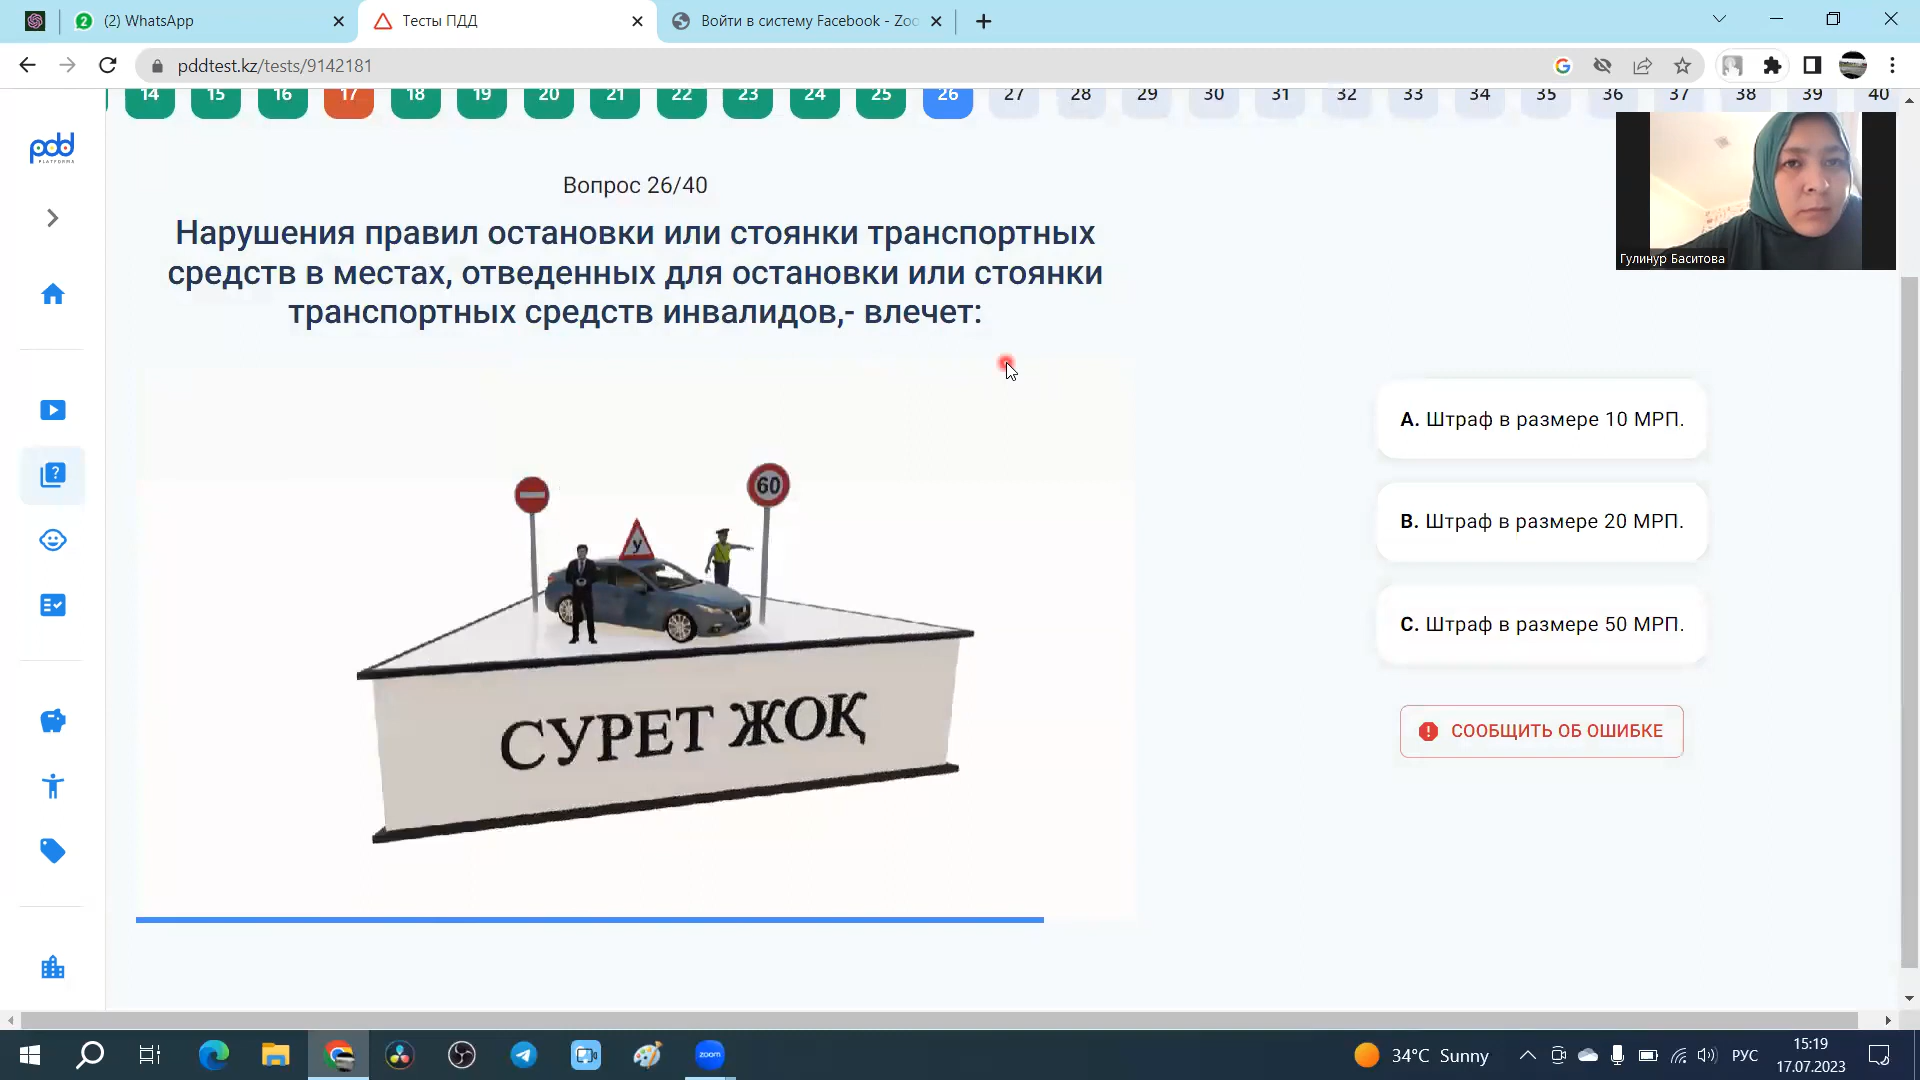 (2) WhatsApp
Тесты ПДД
Войти в систему Facebook - Zoo
pddtest.kz/tests/9142181
14 15 16 17 18 19 20 21 22 23 24 25 26 27 28 29 30 31 32 33 34 35 36 37 38 39 40
pdd
PLATFORMA
Гулинур Баситова
Вопрос 26/40
Нарушения правил остановки или стоянки транспортных
средств в местах, отведенных для остановки или стоянки
транспортных средств инвалидов,- влечет:
60
У
СУРЕТ ЖОҚ
A. Штраф в размере 10 МРП.
B. Штраф в размере 20 МРП.
C. Штраф в размере 50 МРП.
СООБЩИТЬ ОБ ОШИБКЕ
zoom
34°C Sunny
РУС
15:19
17.07.2023